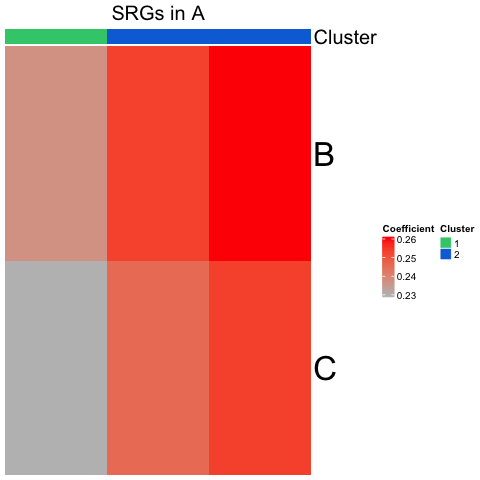 SRGs in A
Cluster
B
C
Coefficient
0.26
0.25
0.24
0.23
Cluster
1
2